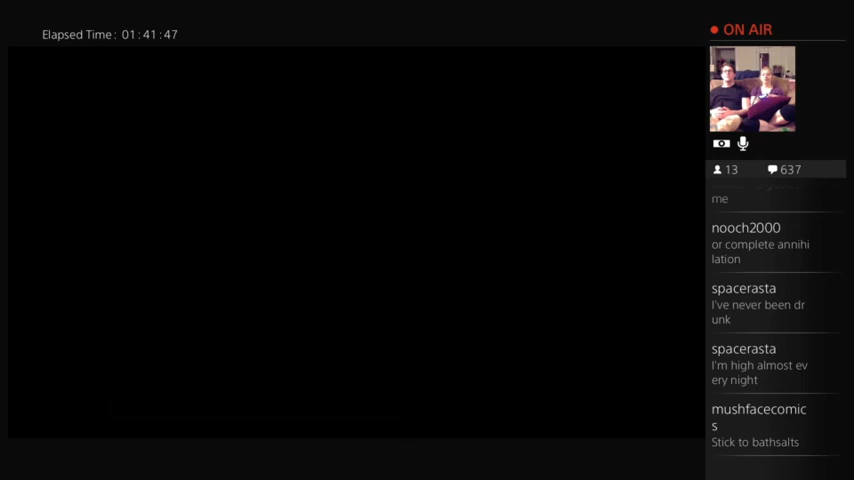 Elapsed Time: 01:41:47
ON AIR
13 637
me
nooch2000
or complete annihi
lation
spacerasta
I've never been dr
unk
spacerasta
I'm high almost ev
ery night
mushfacecomic
s
Stick to bathsalts